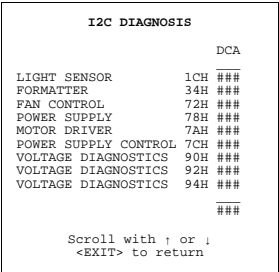 I2C DIAGNOSIS
DCA
LIGHT SENSOR 1CH ###
FORMATTER 34H ###
FAN CONTROL 72H ###
POWER SUPPLY 78H ###
MOTOR DRIVER 7AH ###
POWER SUPPLY CONTROL 7CH ###
VOLTAGE DIAGNOSTICS 90H ###
VOLTAGE DIAGNOSTICS 92H ###
VOLTAGE DIAGNOSTICS 94H ###
###
Scroll with ↑ or ↓
<EXIT> to return